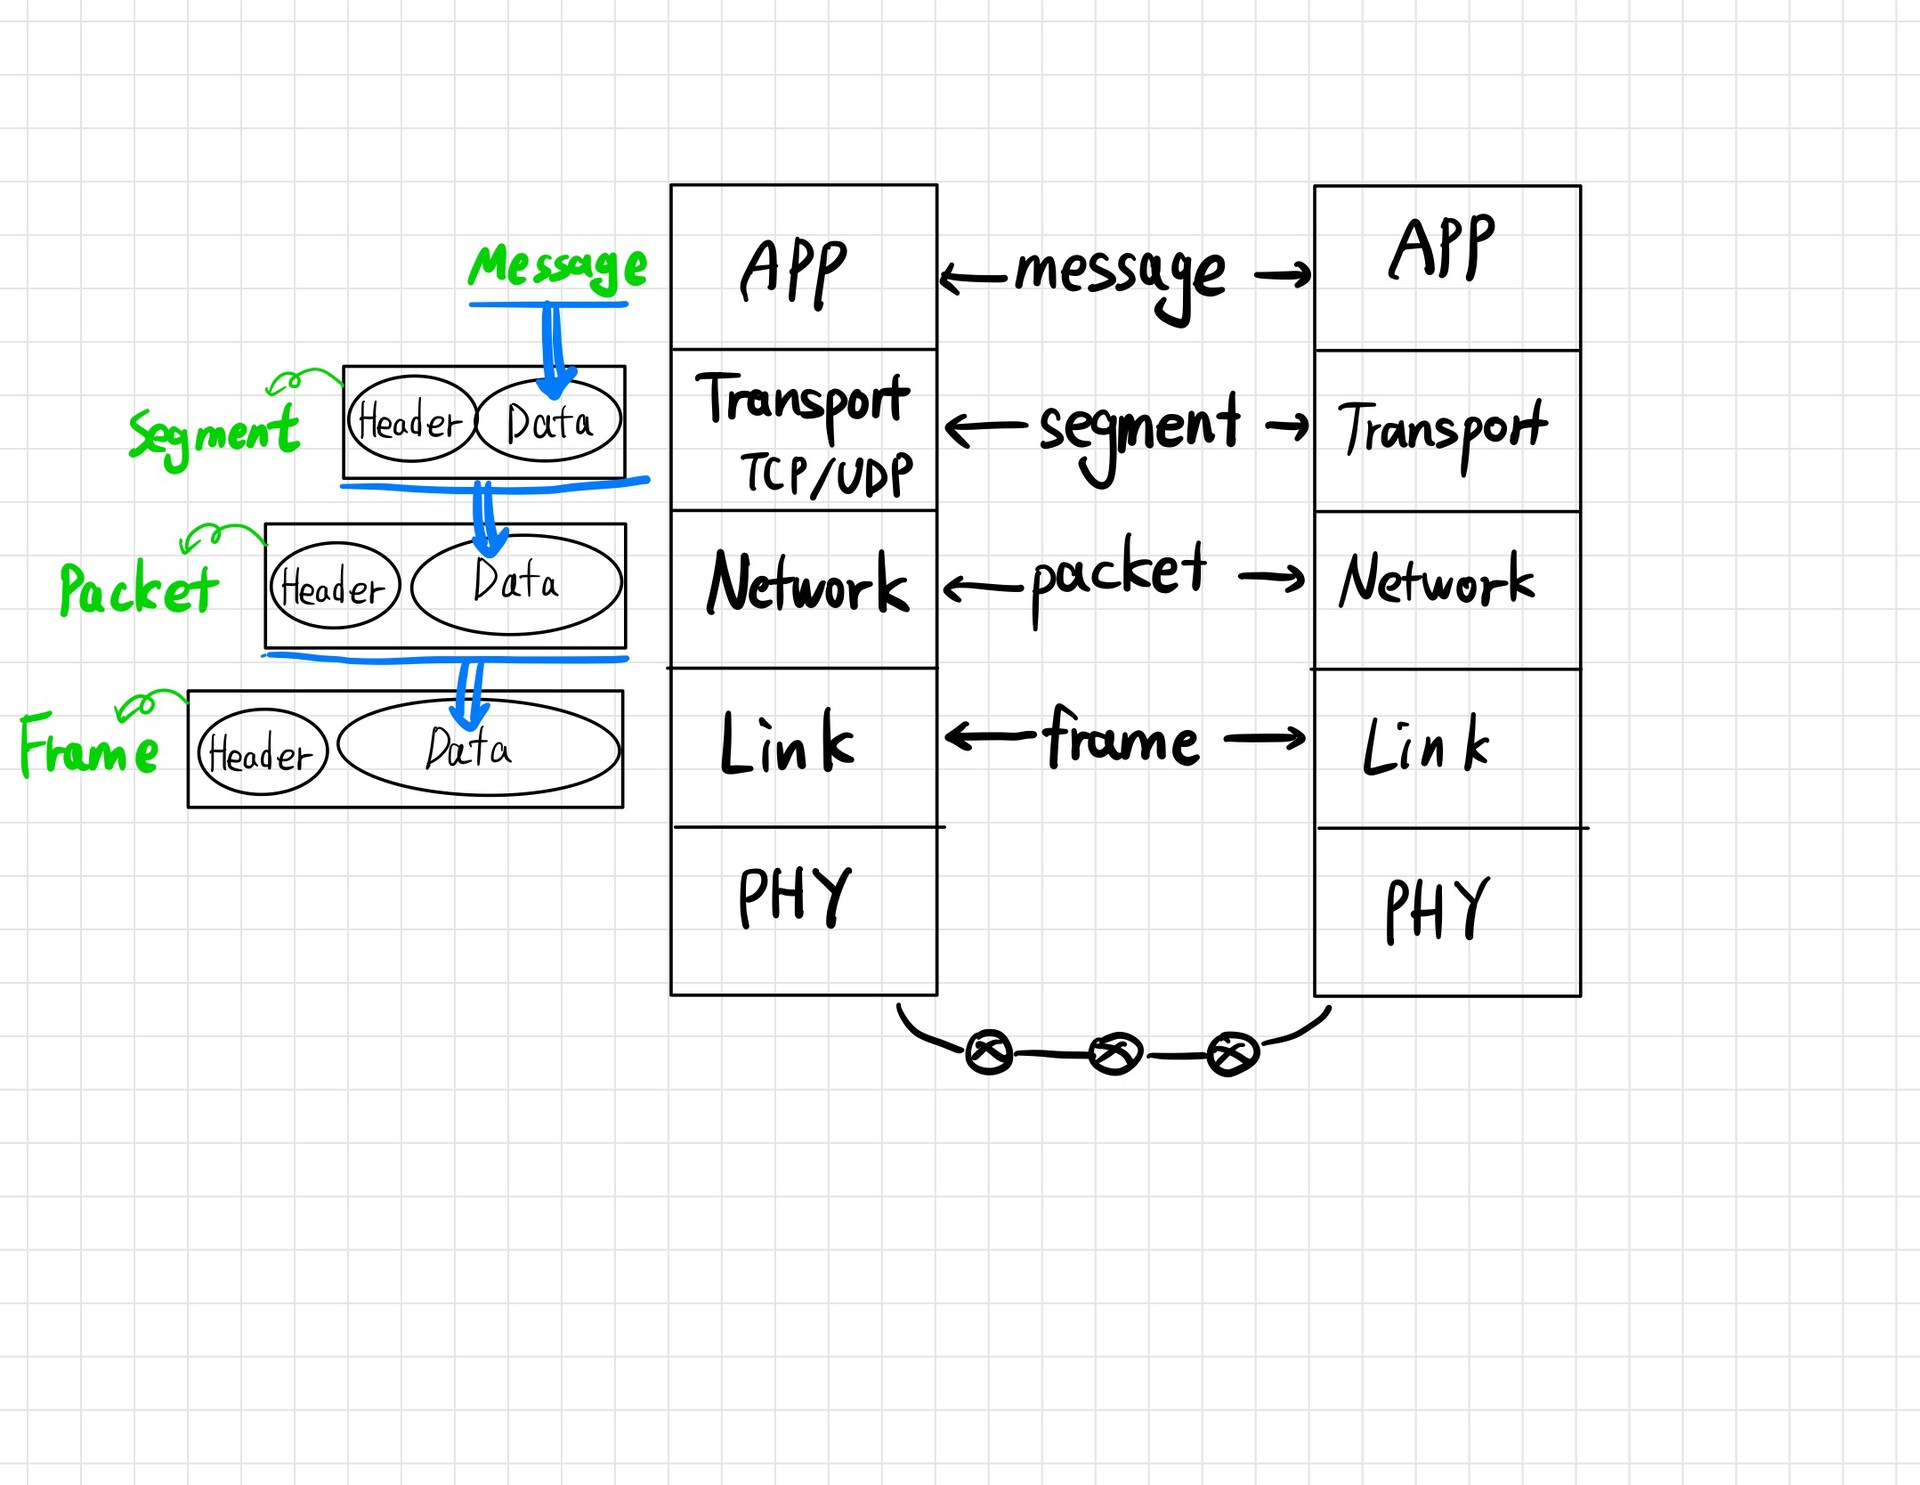 Message
APP
message
APP
Segment
Header
Data
Transport
TCP/UDP
segment
Transport
Packet
Header
Data
Network
packet
Network
Frame
Header
Data
Link
frame
Link
PHY
PHY